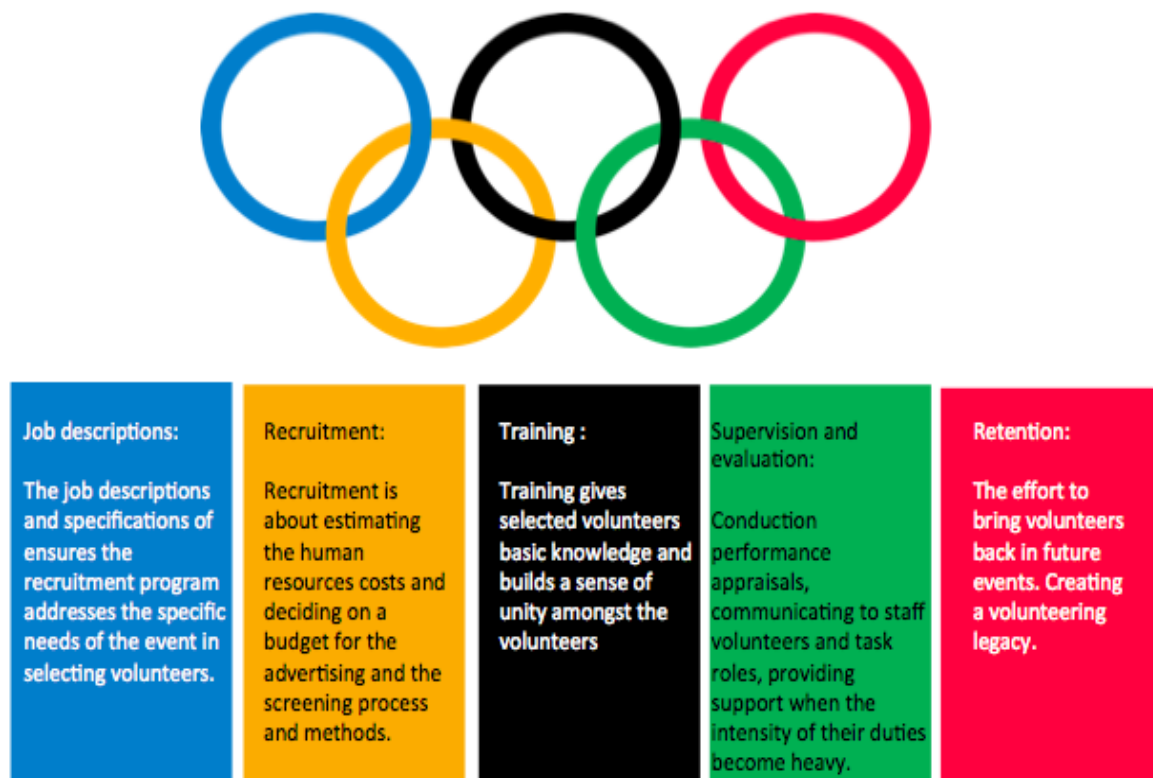 Job descriptions:
The job descriptions
and specifications of
ensures the
recruitment program
addresses the specific
needs of the event in
selecting volunteers.
Recruitment:
Recruitment is
about estimating
the human
resources costs and
deciding on a
budget for the
advertising and the
screening process
and methods.
Training :
Training gives
selected volunteers
basic knowledge and
builds a sense of
unity amongst the
volunteers
Supervision and
evaluation:
Conduction
performance
appraisals,
communicating to staff
volunteers and task
roles, providing
support when the
intensity of their duties
become heavy.
Retention:
The effort to
bring volunteers
back in future
events. Creating
a volunteering
legacy.